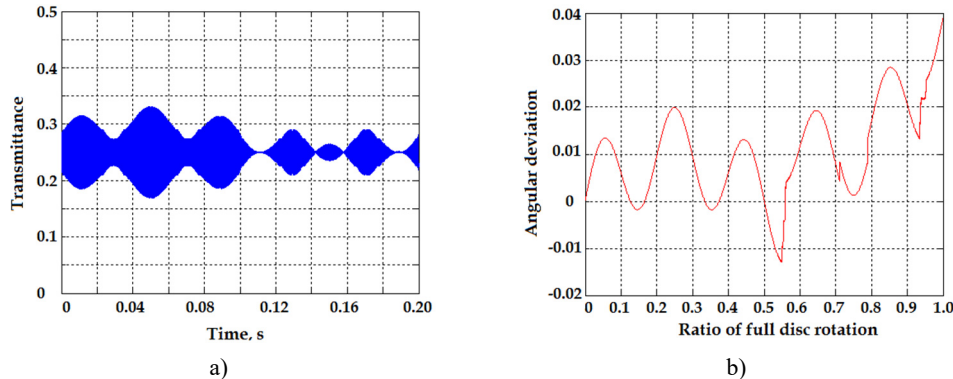 0.5
0.4
0.3
0.2
0.1
0
Transmittance
0 0.04 0.08 0.12 0.16 0.20
Time, s
a)
0.04
0.03
0.02
0.01
0
-0.01
-0.02
Angular deviation
0 0.1 0.2 0.3 0.4 0.5 0.6 0.7 0.8 0.9 1.0
Ratio of full disc rotation
b)